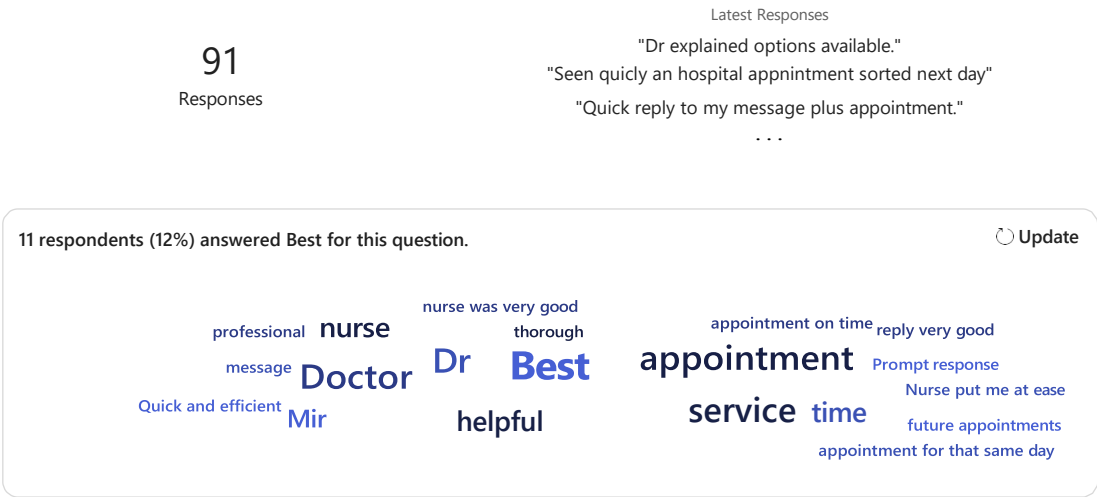 91
Responses
Latest Responses
"Dr explained options available."
"Seen quicly an hospital appnintment sorted next day"
"Quick reply to my message plus appointment."
. . .
11 respondents (12%) answered Best for this question.
Update
nurse was very good
professional
nurse
thorough
appointment on time
reply very good
message
Doctor
Dr
Best
appointment
Prompt response
Nurse put me at ease
Quick and efficient
Mir
helpful
service
time
future appointments
appointment for that same day